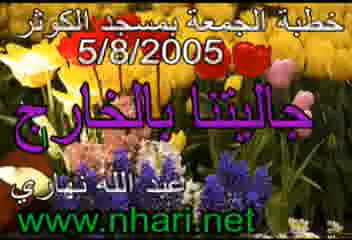 خطبة الجمعة بمسجد الكوثر
5/8/2005
جاليتنا بالخارج
عبد الله نهاري
www.nhari.net